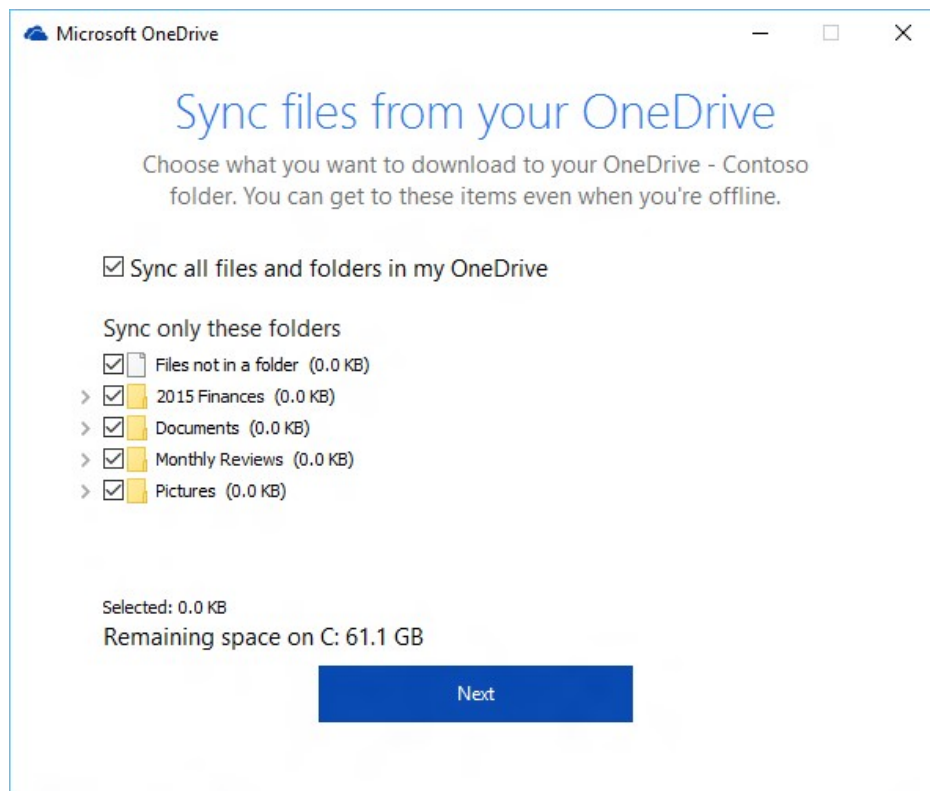 Microsoft OneDrive
Sync files from your OneDrive
Choose what you want to download to your OneDrive - Contoso
folder. You can get to these items even when you're offline.
Sync all files and folders in my OneDrive
Sync only these folders
Files not in a folder (0.0 KB)
2015 Finances (0.0 KB)
Documents (0.0 KB)
Monthly Reviews (0.0 KB)
Pictures (0.0 KB)
Selected: 0.0 KB
Remaining space on C: 61.1 GB
Next